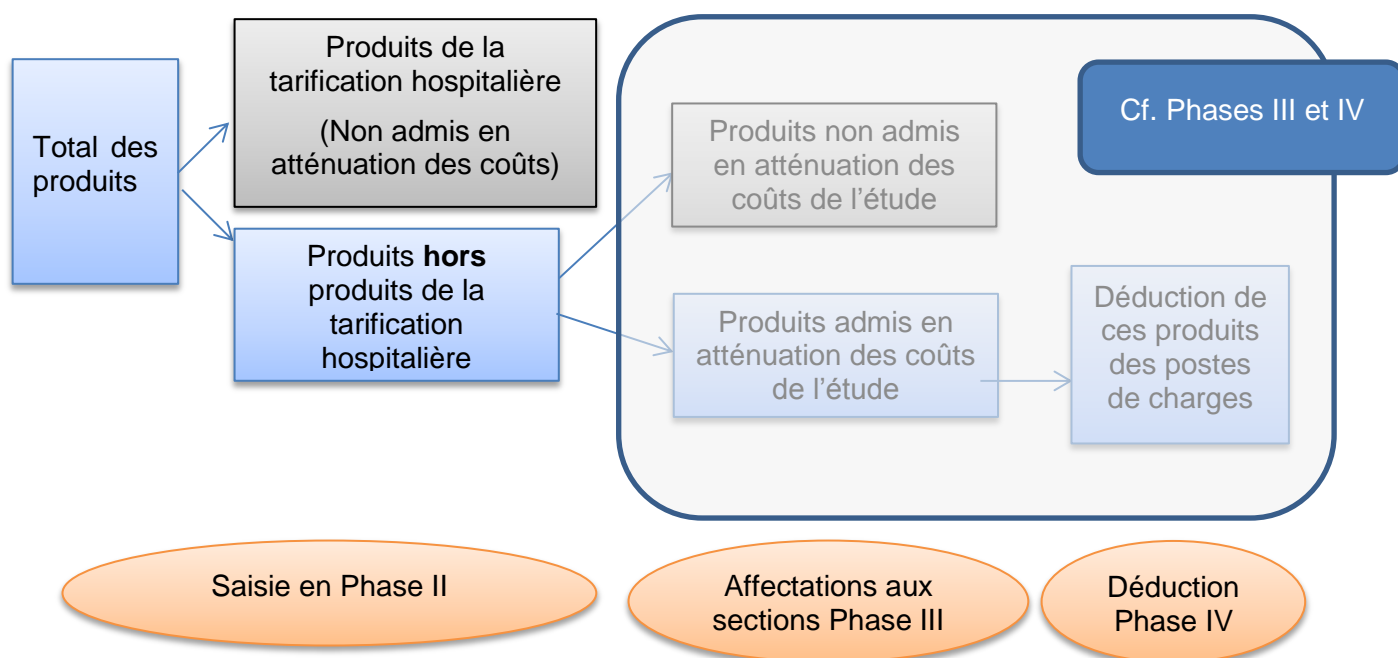 Total des
produits
Produits de la
tarification hospitalière
(Non admis en
atténuation des coûts)
Produits hors
produits de la
tarification
hospitalière
Produits non admis
en atténuation des
coûts de l’étude
Produits admis en
atténuation des coûts
de l’étude
Cf. Phases III et IV
Déduction de
ces produits
des postes
de charges
Saisie en Phase II
Affectations aux
sections Phase III
Déduction
Phase IV